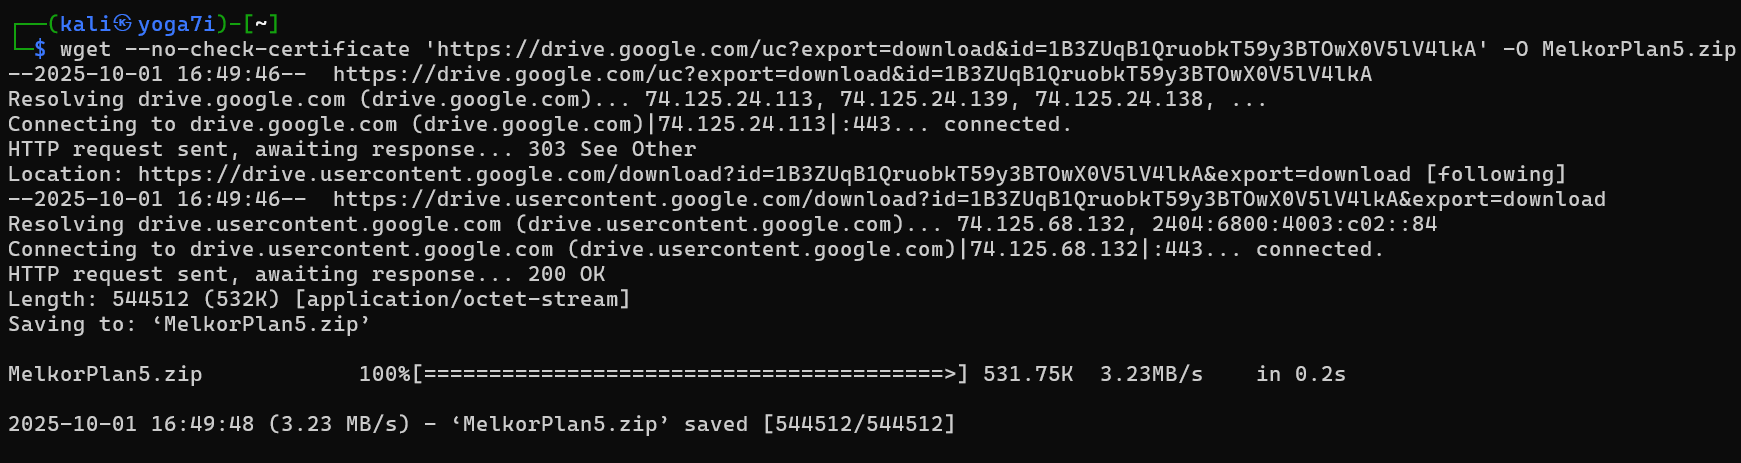 ┌──(kali㉿yoga7i)-[~]
└─$ wget --no-check-certificate 'https://drive.google.com/uc?export=download&id=1B3ZUqB1QruobkT59y3BTOwX0V5lV4lkA' -O MelkorPlan5.zip
--2025-10-01 16:49:46--  https://drive.google.com/uc?export=download&id=1B3ZUqB1QruobkT59y3BTOwX0V5lV4lkA
Resolving drive.google.com (drive.google.com)... 74.125.24.113, 74.125.24.139, 74.125.24.138, ...
Connecting to drive.google.com (drive.google.com)|74.125.24.113|:443... connected.
HTTP request sent, awaiting response... 303 See Other
Location: https://drive.usercontent.google.com/download?id=1B3ZUqB1QruobkT59y3BTOwX0V5lV4lkA&export=download [following]
--2025-10-01 16:49:46--  https://drive.usercontent.google.com/download?id=1B3ZUqB1QruobkT59y3BTOwX0V5lV4lkA&export=download
Resolving drive.usercontent.google.com (drive.usercontent.google.com)... 74.125.68.132, 2404:6800:4003:c02::84
Connecting to drive.usercontent.google.com (drive.usercontent.google.com)|74.125.68.132|:443... connected.
HTTP request sent, awaiting response... 200 OK
Length: 544512 (532K) [application/octet-stream]
Saving to: ‘MelkorPlan5.zip’
MelkorPlan5.zip            100%[========================================>] 531.75K  3.23MB/s    in 0.2s
2025-10-01 16:49:48 (3.23 MB/s) - ‘MelkorPlan5.zip’ saved [544512/544512]